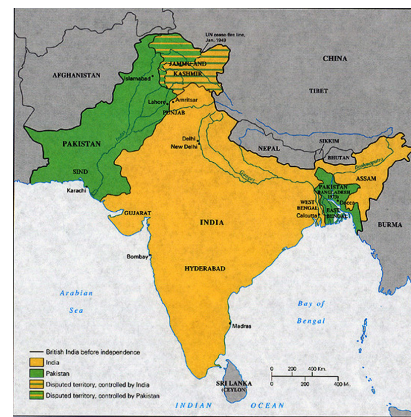 UN cease-fire line,
Jan. 1949
CHINA
AFGHANISTAN
JAMMU AND
KASHMIR
Islamabad
TIBET
Lahore
Amritsar
PUNJAB
PAKISTAN
Delhi
New Delhi
NEPAL
SIKKIM
BHUTAN
SIND
Karachi
ASSAM
PAKISTAN
BANGLADESH
Dacca
WEST
BENGAL
EAST
BENGAL
Calcutta
GUJARAT
INDIA
BURMA
Bombay
HYDERABAD
Arabian
Sea
Bay of
Bengal
Madras
British India before independence
India
Pakistan
Disputed territory, controlled by India
Disputed territory, controlled by Pakistan
SRI LANKA
(CEYLON)
0 200 400 Km.
0 200 400 Mi.
INDIAN OCEAN